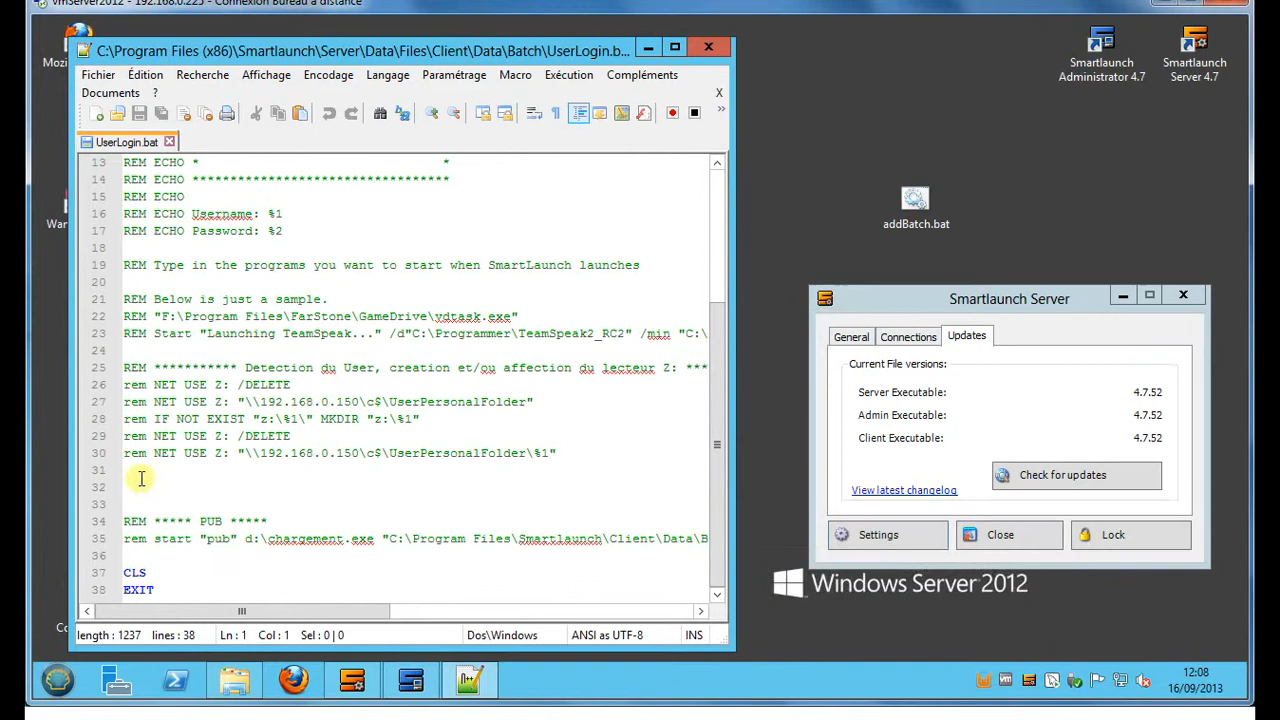 vmServer2012 - 192.168.0.225 - Connexion Bureau à distance
C:\Program Files (x86)\Smartlaunch\Server\Data\Files\Client\Data\Batch\UserLogin.b...
Fichier Édition Recherche Affichage Encodage Langage Paramétrage Macro Exécution Compléments
Documents ? X
UserLogin.bat
13 REM ECHO * *
14 REM ECHO **********************************
15 REM ECHO
16 REM ECHO Username: %1
17 REM ECHO Password: %2
18
19 REM Type in the programs you want to start when SmartLaunch launches
20
21 REM Below is just a sample.
22 REM "F:\Program Files\FarStone\GameDrive\vdtask.exe"
23 REM Start "Launching TeamSpeak..." /d"C:\Programmer\TeamSpeak2_RC2" /min "C:\
24
25 REM *********** Detection du User, creation et/ou affection du lecteur Z: ***
26 rem NET USE Z: /DELETE
27 rem NET USE Z: "\\192.168.0.150\c$\UserPersonalFolder"
28 rem IF NOT EXIST "z:\%1\" MKDIR "z:\%1"
29 rem NET USE Z: /DELETE
30 rem NET USE Z: "\\192.168.0.150\c$\UserPersonalFolder\%1"
31
32
33
34 REM ***** PUB *****
35 rem start "pub" d:\chargement.exe "C:\Program Files\Smartlaunch\Client\Data\B
36
37 CLS
38 EXIT
length : 1237 lines : 38 Ln : 1 Col : 1 Sel : 0 | 0 Dos\Windows ANSI as UTF-8 INS
Mozi
Wan
Co
Smartlaunch
Administrator 4.7
Smartlaunch
Server 4.7
addBatch.bat
Smartlaunch Server
General Connections Updates
Current File versions:
Server Executable: 4.7.52
Admin Executable: 4.7.52
Client Executable: 4.7.52
Check for updates
View latest changelog
Settings Close Lock
Windows Server 2012
12:08
16/09/2013